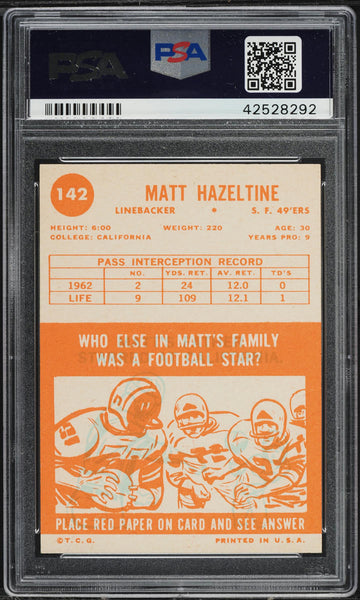 PSA
PSA
42528292
142
MATT HAZELTINE
LINEBACKER • S. F. 49'ERS
HEIGHT: 6:00 WEIGHT: 220 AGE: 30
COLLEGE: CALIFORNIA YEARS PRO: 9
PASS INTERCEPTION RECORD
NO. YDS. RET. AV. RET. TD'S
1962 2 24 12.0 0
LIFE 9 109 12.1 1
WHO ELSE IN MATT'S FAMILY
WAS A FOOTBALL STAR?
PLACE RED PAPER ON CARD AND SEE ANSWER
©T.C.G. PRINTED IN U.S.A.